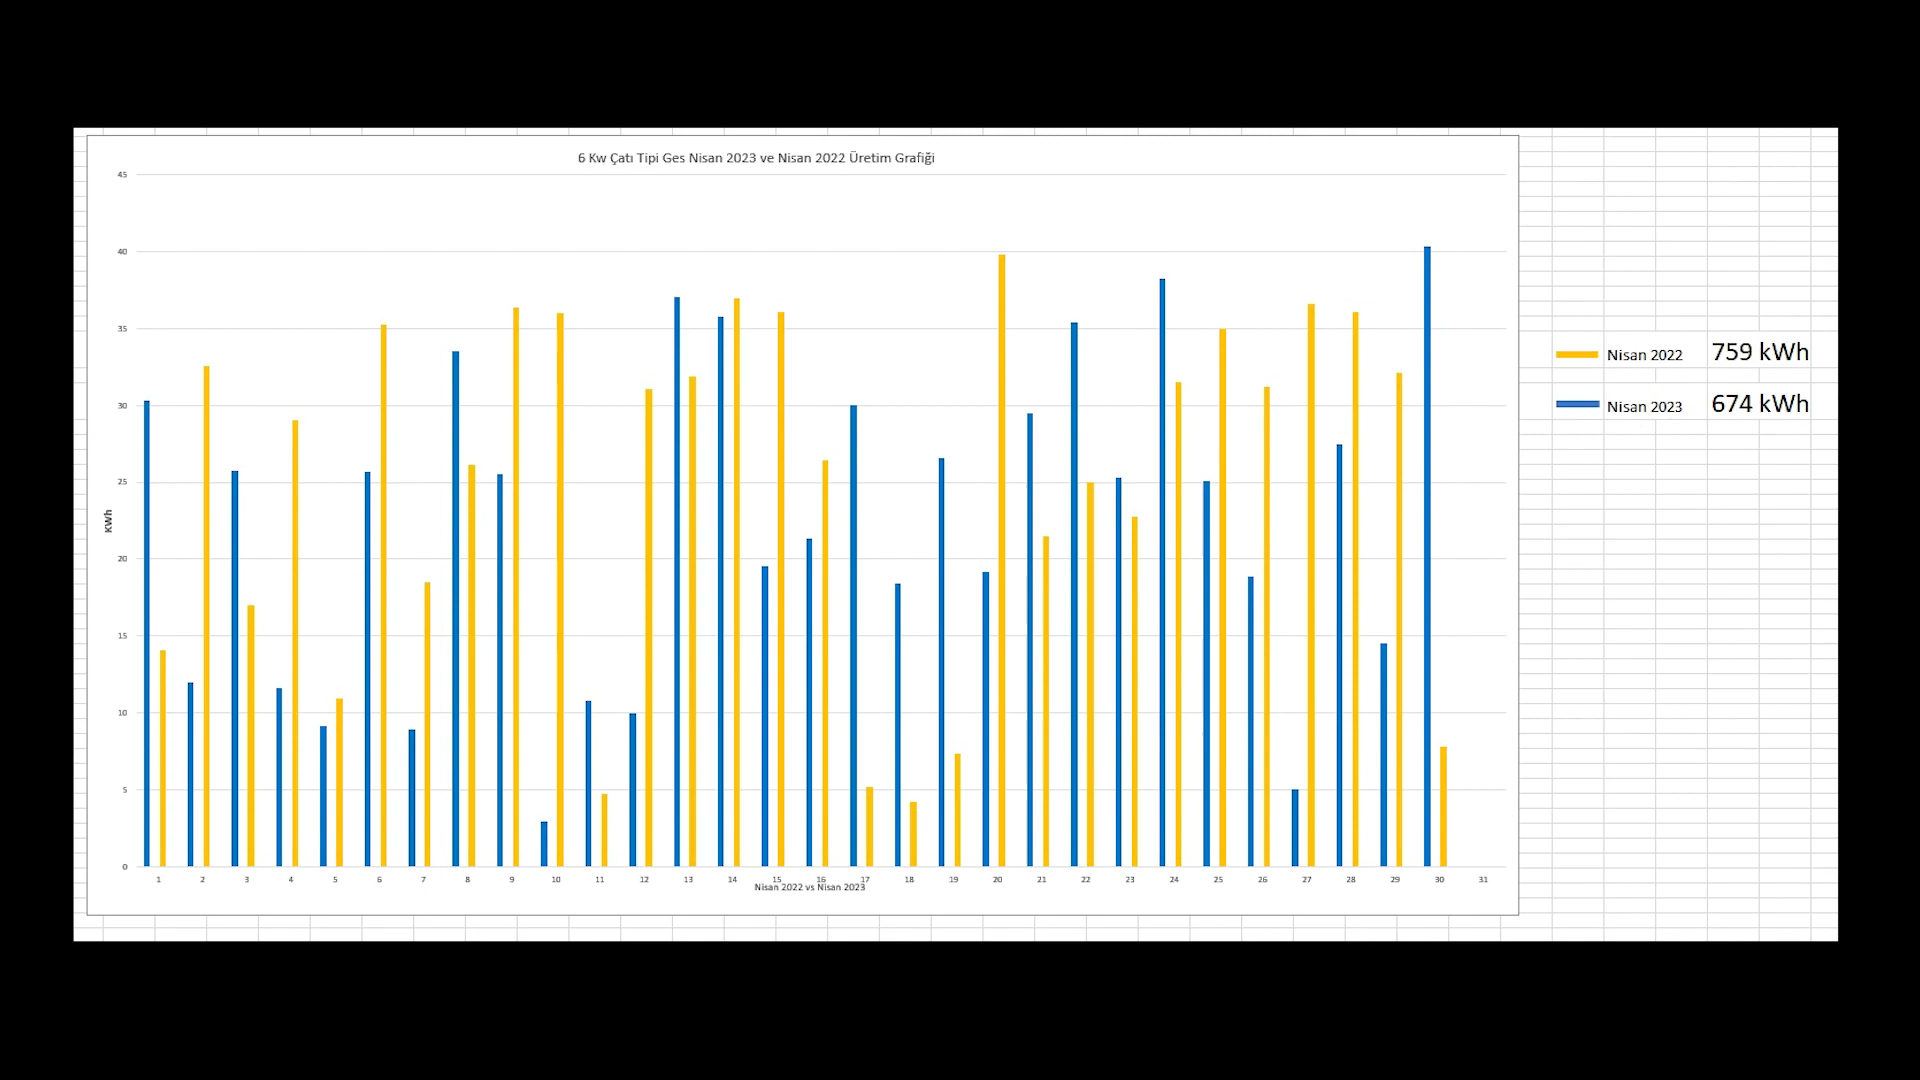 6 Kw Çatı Tipi Ges Nisan 2023 ve Nisan 2022 Üretim Grafiği
45
40
35
30
25
20
15
10
5
0
KWh
1 2 3 4 5 6 7 8 9 10 11 12 13 14 15 16 17 18 19 20 21 22 23 24 25 26 27 28 29 30 31
Nisan 2022 vs Nisan 2023
Nisan 2022 759 kWh
Nisan 2023 674 kWh